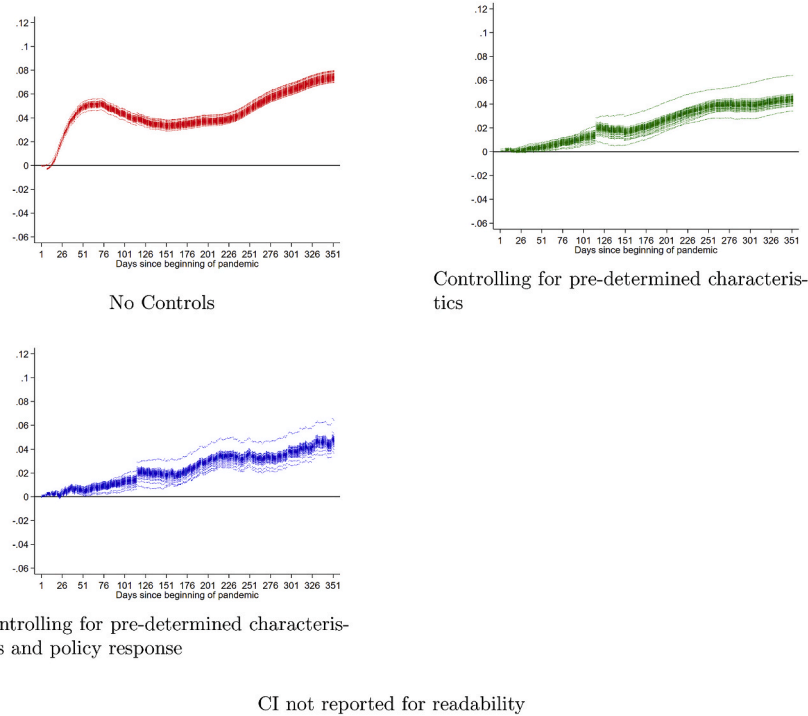 .12
.1
.08
.06
.04
.02
0
-.02
-.04
-.06
1 26 51 76 101 126 151 176 201 226 251 276 301 326 351
Days since beginning of pandemic
No Controls
.12
.1
.08
.06
.04
.02
0
-.02
-.04
-.06
1 26 51 76 101 126 151 176 201 226 251 276 301 326 351
Days since beginning of pandemic
Controlling for pre-determined characteris-
tics
.12
.1
.08
.06
.04
.02
0
-.02
-.04
-.06
1 26 51 76 101 126 151 176 201 226 251 276 301 326 351
Days since beginning of pandemic
ntrolling for pre-determined characteris-
s and policy response
CI not reported for readability